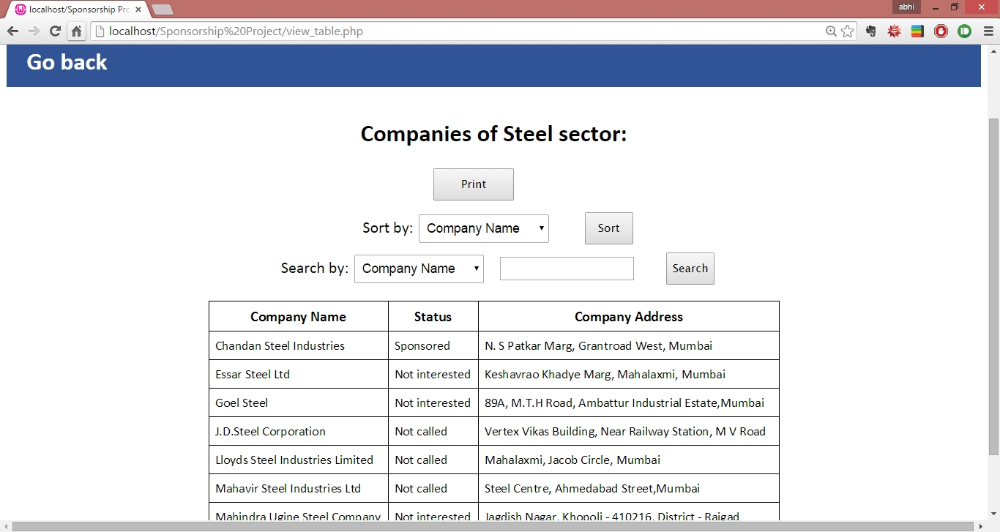 localhost/Sponsorship Prc
abhi
localhost/Sponsorship%20Project/view_table.php
Go back
Companies of Steel sector:
Print
Sort by: Company Name Sort
Search by: Company Name Search
Company Name Status Company Address
Chandan Steel Industries Sponsored N. S Patkar Marg, Grantroad West, Mumbai
Essar Steel Ltd Not interested Keshavrao Khadye Marg, Mahalaxmi, Mumbai
Goel Steel Not interested 89A, M.T.H Road, Ambattur Industrial Estate,Mumbai
J.D.Steel Corporation Not called Vertex Vikas Building, Near Railway Station, M V Road
Lloyds Steel Industries Limited Not called Mahalaxmi, Jacob Circle, Mumbai
Mahavir Steel Industries Ltd Not called Steel Centre, Ahmedabad Street,Mumbai
Mahindra Ugine Steel Company Not interested Jagdish Nagar, Khopoli - 410216, District - Raigad